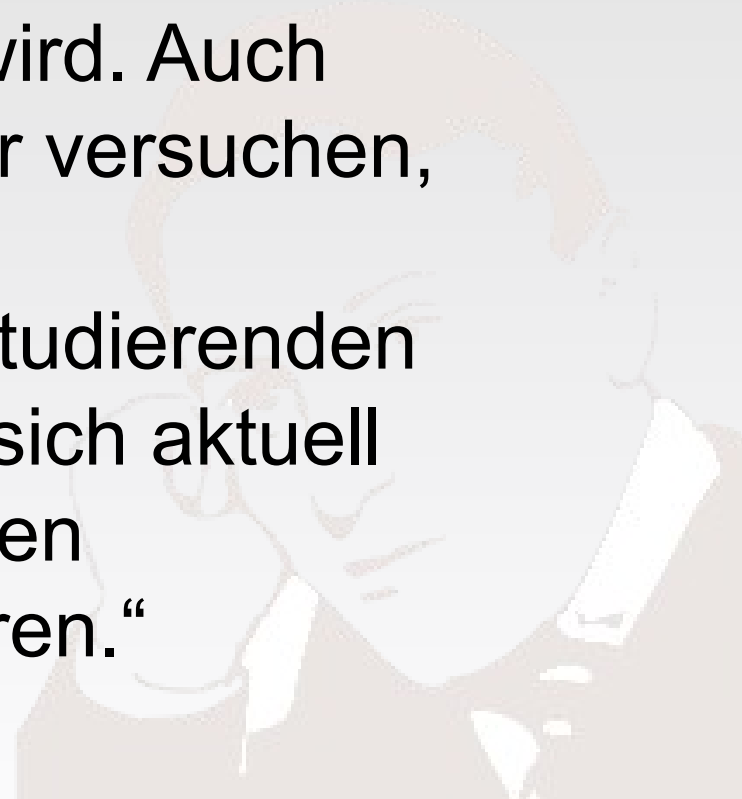 wird. Auch
r versuchen,
tudierenden
sich aktuell
en
ren.“